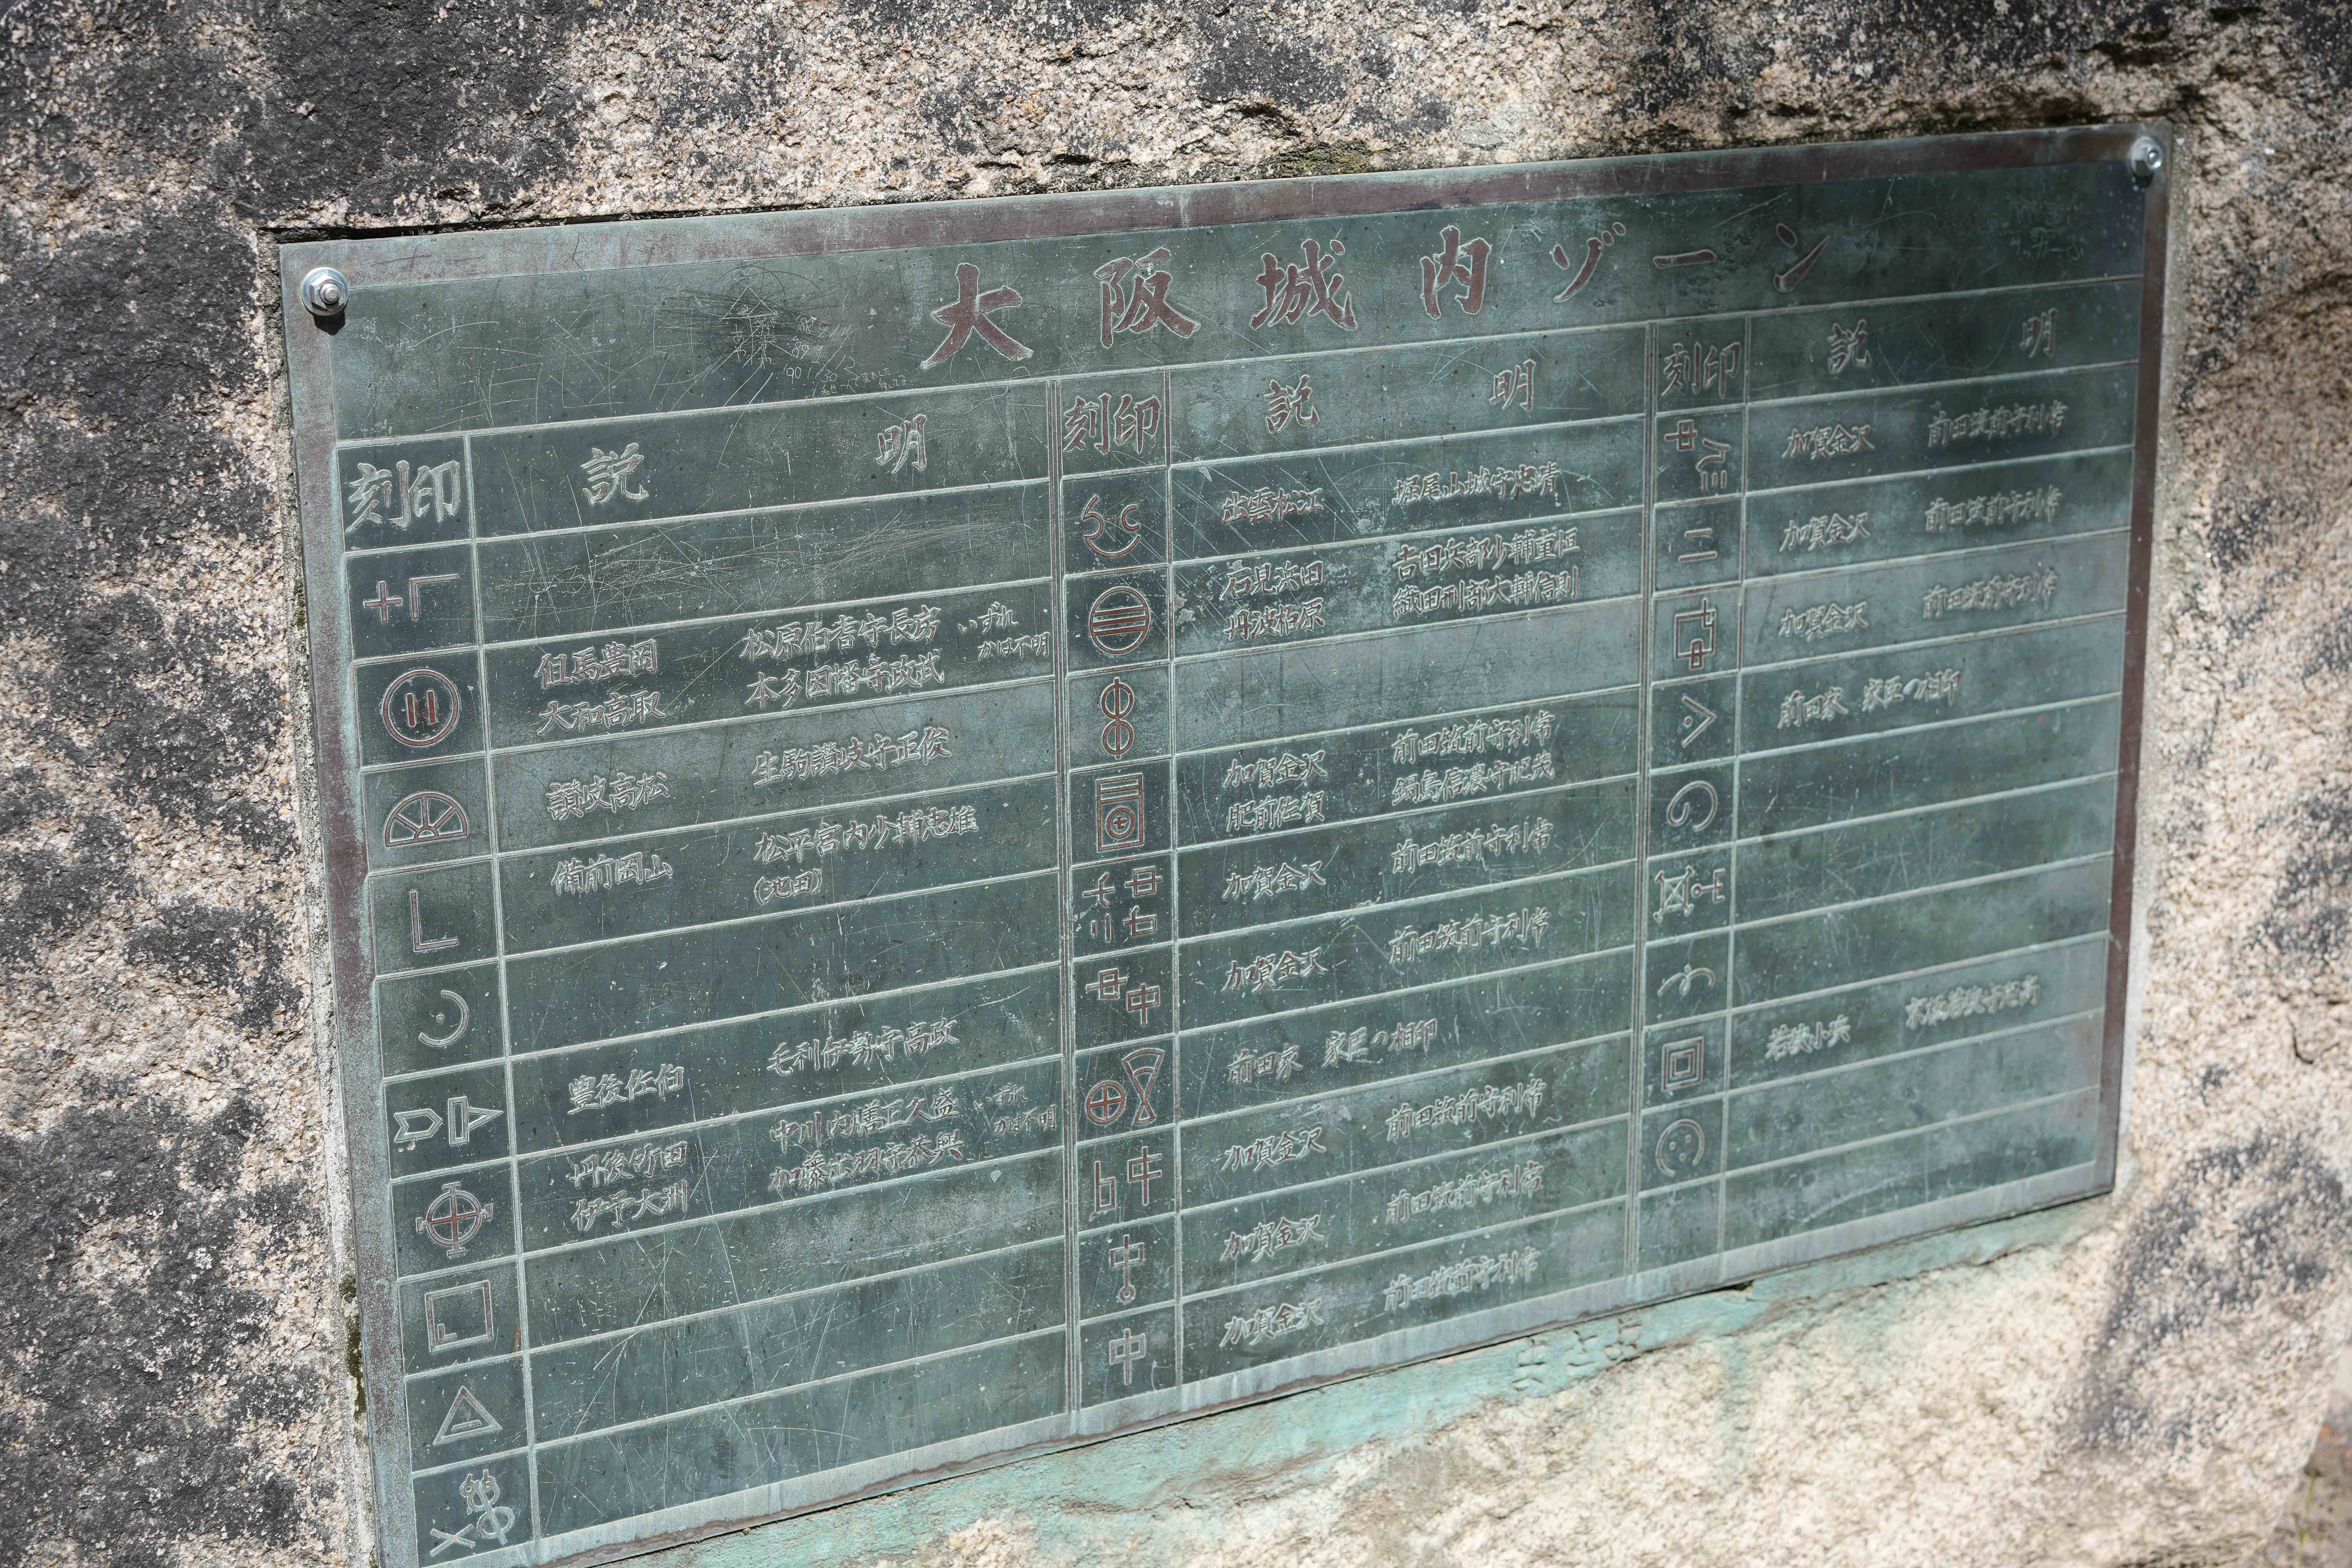 大阪城内ゾーン
刻印 説明
但馬豊岡 松原伯耆守長房 いずれ
大和高取 本多因幡守政武 かは不明
讃岐高松 生駒讃岐守正俊
備前岡山 松平宮内少輔忠雄
(池田)
豊後佐伯 毛利伊勢守高政
丹後竹田 中川内膳正久盛 いずれ
伊予大洲 加藤出羽守泰興 かは不明
刻印 説明
出雲松江 堀尾山城守忠晴
石見浜田 古田兵部少輔重恒
丹波柏原 織田刑部大輔信則
加賀金沢 前田筑前守利常
肥前佐賀 鍋島信濃守忠茂
加賀金沢 前田筑前守利常
加賀金沢 前田筑前守利常
前田家 家臣の相印
加賀金沢 前田筑前守利常
加賀金沢 前田筑前守利常
中 加賀金沢 前田筑前守利常
刻印 説明
加賀金沢 前田筑前守利常
加賀金沢 前田筑前守利常
加賀金沢 前田筑前守利常
前田家 家臣の相印
若狭小浜 京極若狭守忠高